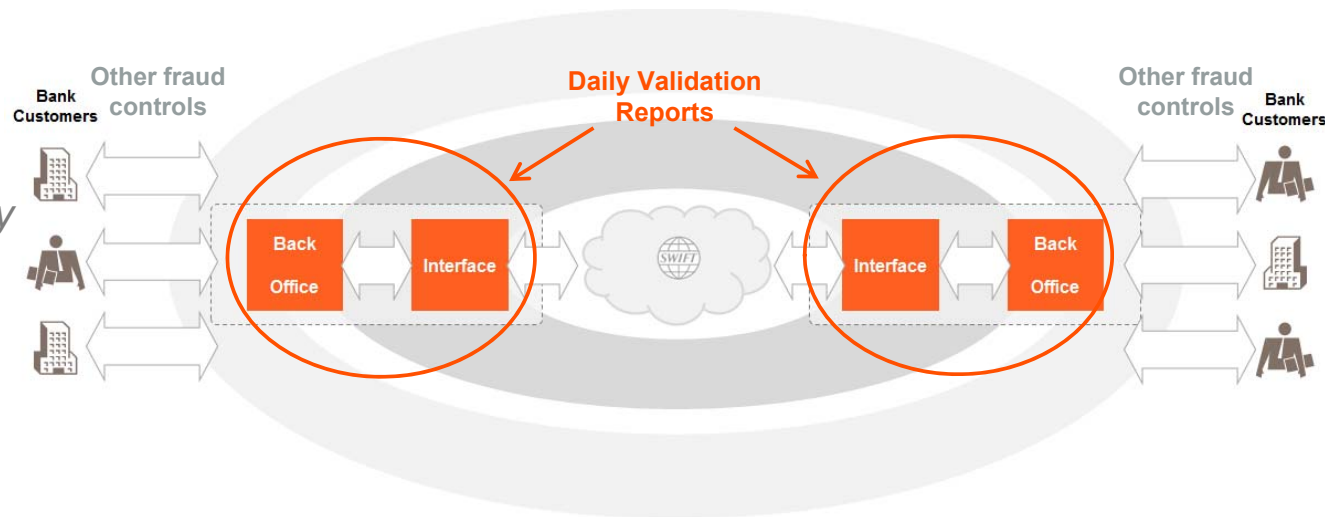 Other fraud
controls
Bank
Customers
Daily Validation
Reports
Other fraud
controls
Bank
Customers
y
Back
Office
Interface
SWIFT
Interface
Back
Office